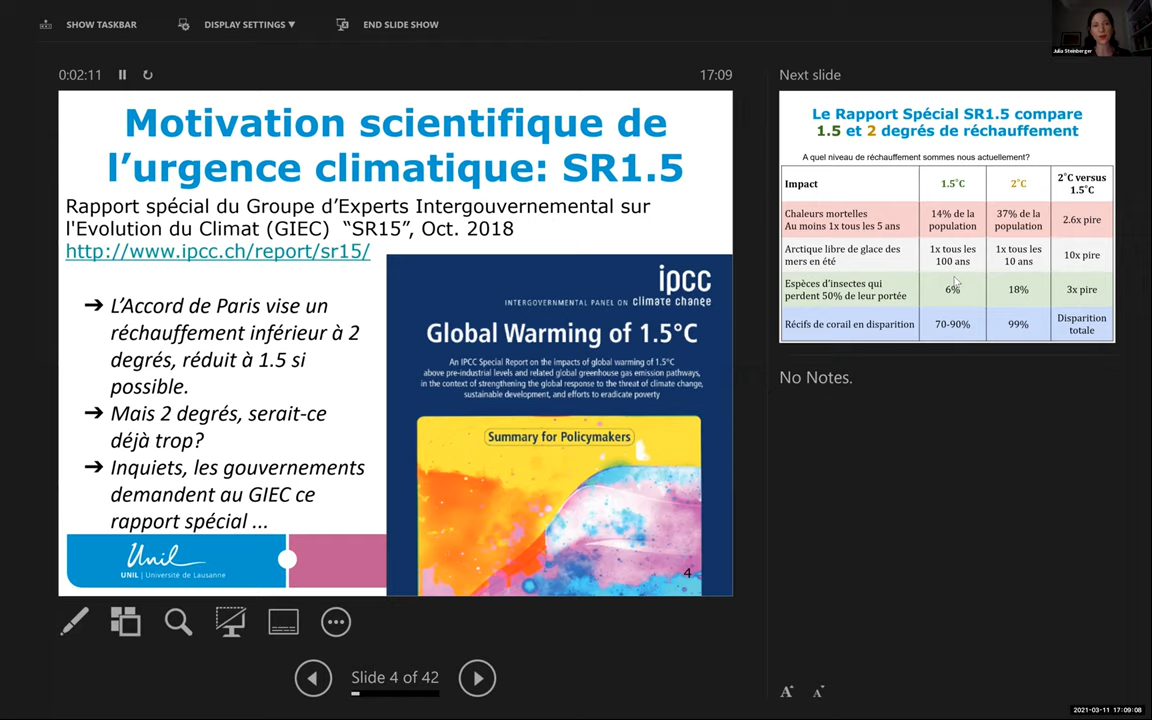 SHOW TASKBAR
DISPLAY SETTINGS ▼
END SLIDE SHOW
Julia Steinberger
0:02:11
17:09
Motivation scientifique de
l’urgence climatique: SR1.5
Rapport spécial du Groupe d’Experts Intergouvernemental sur
l'Evolution du Climat (GIEC) “SR15”, Oct. 2018
http://www.ipcc.ch/report/sr15/
➔ L’Accord de Paris vise un
réchauffement inférieur à 2
degrés, réduit à 1.5 si
possible.
➔ Mais 2 degrés, serait-ce
déjà trop?
➔ Inquiets, les gouvernements
demandent au GIEC ce
rapport spécial ...
ipcc
INTERGOVERNMENTAL PANEL ON climate change
Global Warming of 1.5°C
An IPCC Special Report on the impacts of global warming of 1.5°C
above pre-industrial levels and related global greenhouse gas emission pathways,
in the context of strengthening the global response to the threat of climate change,
sustainable development, and efforts to eradicate poverty
Summary for Policymakers
Unil
UNIL | Université de Lausanne
4
Next slide
Le Rapport Spécial SR1.5 compare
1.5 et 2 degrés de réchauffement
A quel niveau de réchauffement sommes nous actuellement?
Impact
1.5°C
2°C
2°C versus
1.5°C
Chaleurs mortelles
Au moins 1x tous les 5 ans
14% de la
population
37% de la
population
2.6x pire
Arctique libre de glace des
mers en été
1x tous les
100 ans
1x tous les
10 ans
10x pire
Espèces d’insectes qui
perdent 50% de leur portée
6%
18%
3x pire
Récifs de corail en disparition
70-90%
99%
Disparition
totale
No Notes.
Slide 4 of 42
A A
2021-03-11 17:09:08